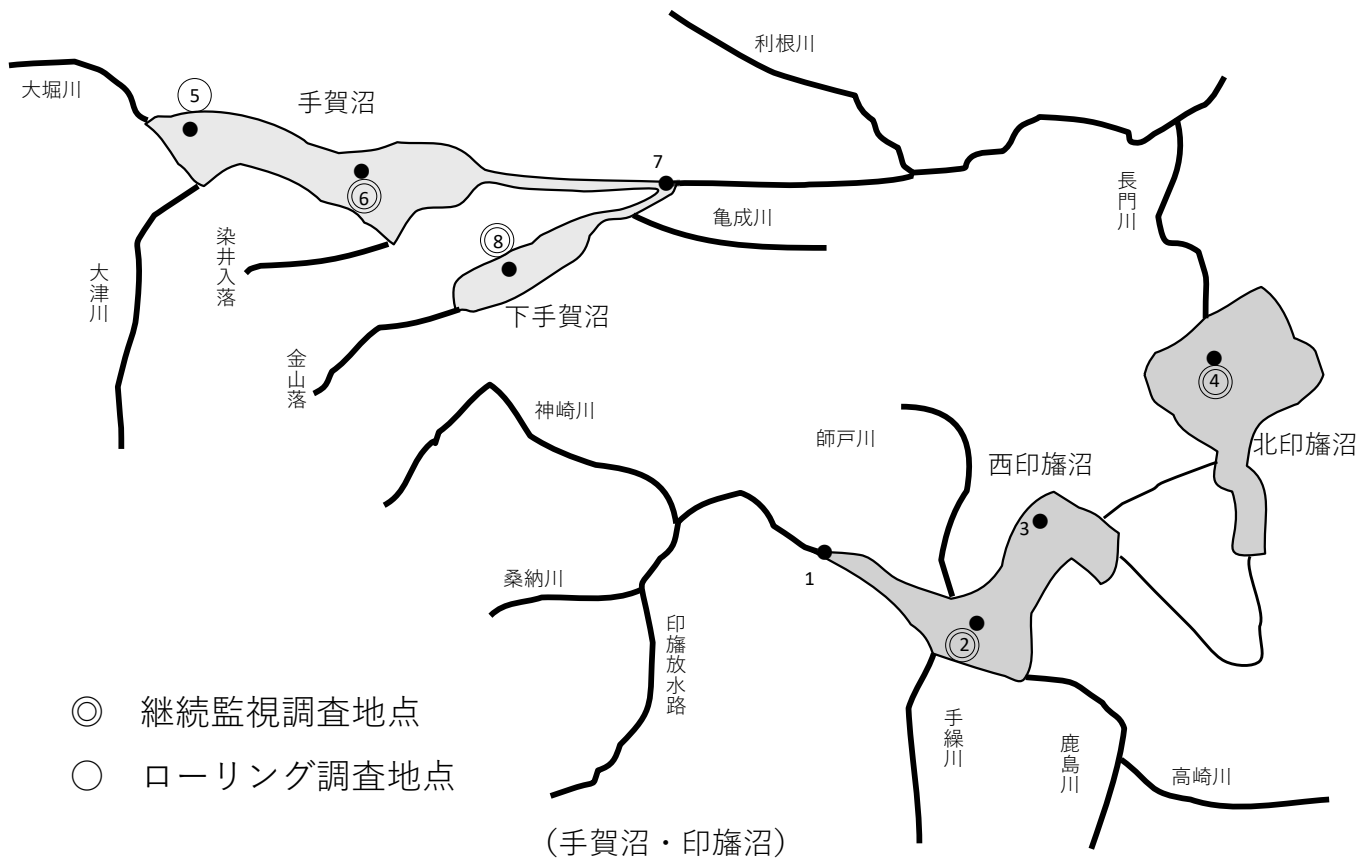 利根川
大堀川
5
手賀沼
7
長門川
6
亀成川
染井入落
8
大津川
下手賀沼
金山落
4
神崎川
師戸川
北印旛沼
西印旛沼
3
桑納川
1
印旛放水路
2
◎ 継続監視調査地点
手繰川
鹿島川
○ ローリング調査地点
高崎川
(手賀沼・印旛沼)